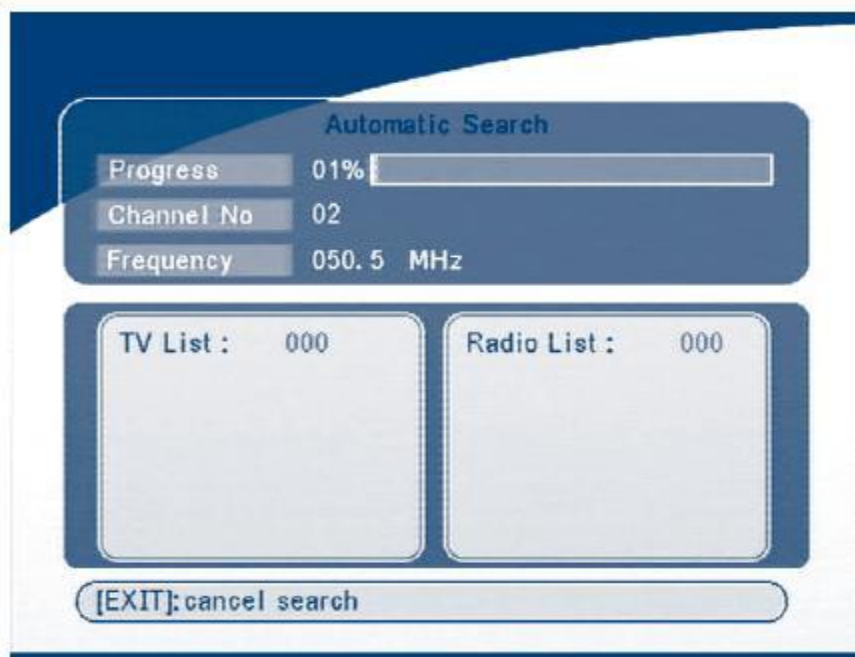 Automatic Search
Progress 01%
Channel No 02
Frequency 050.5 MHz
TV List: 000 Radio List: 000
[EXIT]:cancel search